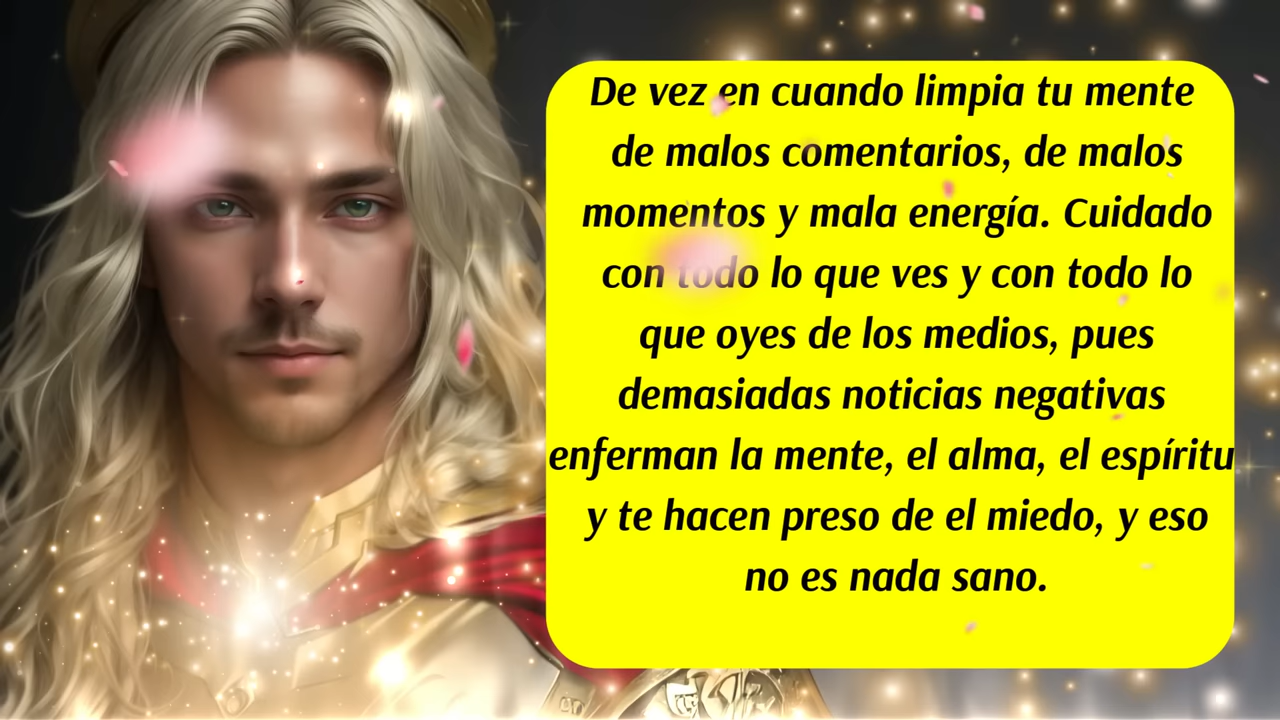 De vez en cuando limpia tu mente
de malos comentarios, de malos
momentos y mala energía. Cuidado
con todo lo que ves y con todo lo
que oyes de los medios, pues
demasiadas noticias negativas
enferman la mente, el alma, el espíritu
y te hacen preso de el miedo, y eso
no es nada sano.